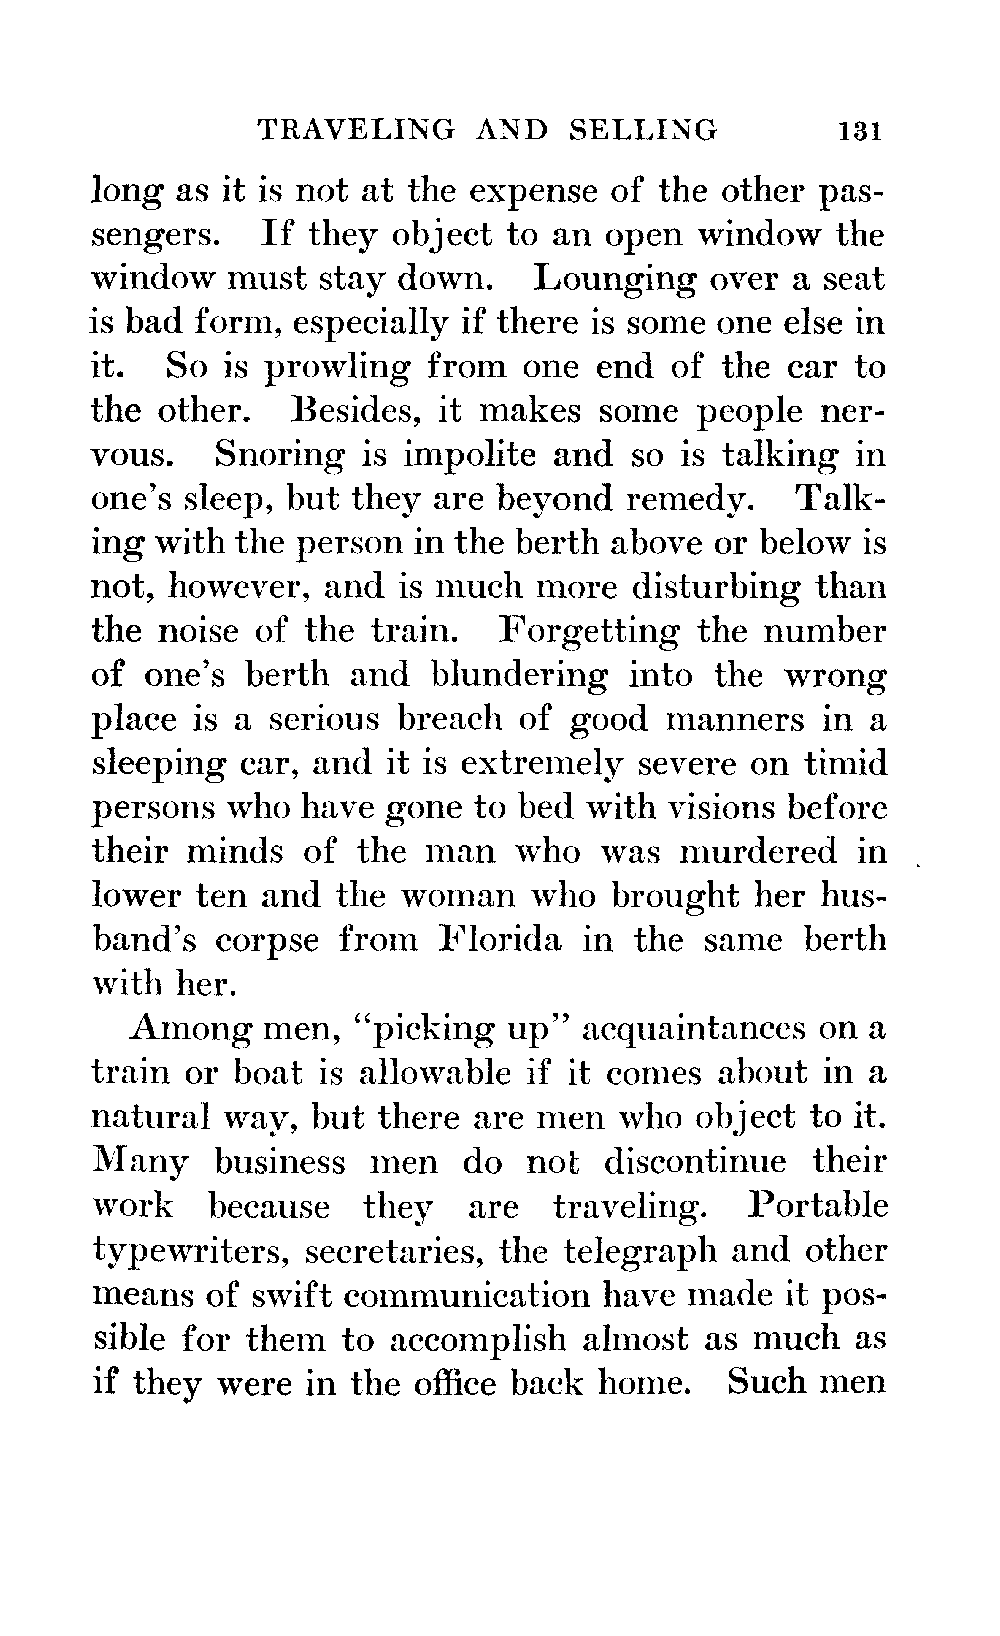 TRAVELING AND SELLING 131
long as it is not at the expense of the other pas-
sengers. If they object to an open window the
window must stay down. Lounging over a seat
is bad form, especially if there is some one else in
it. So is prowling from one end of the car to
the other. Besides, it makes some people ner-
vous. Snoring is impolite and so is talking in
one's sleep, but they are beyond remedy. Talk-
ing with the person in the berth above or below is
not, however, and is much more disturbing than
the noise of the train. Forgetting the number
of one's berth and blundering into the wrong
place is a serious breach of good manners in a
sleeping car, and it is extremely severe on timid
persons who have gone to bed with visions before
their minds of the man who was murdered in
lower ten and the woman who brought her hus-
band's corpse from Florida in the same berth
with her.
Among men, “picking up” acquaintances on a
train or boat is allowable if it comes about in a
natural way, but there are men who object to it.
Many business men do not discontinue their
work because they are traveling. Portable
typewriters, secretaries, the telegraph and other
means of swift communication have made it pos-
sible for them to accomplish almost as much as
if they were in the office back home. Such men